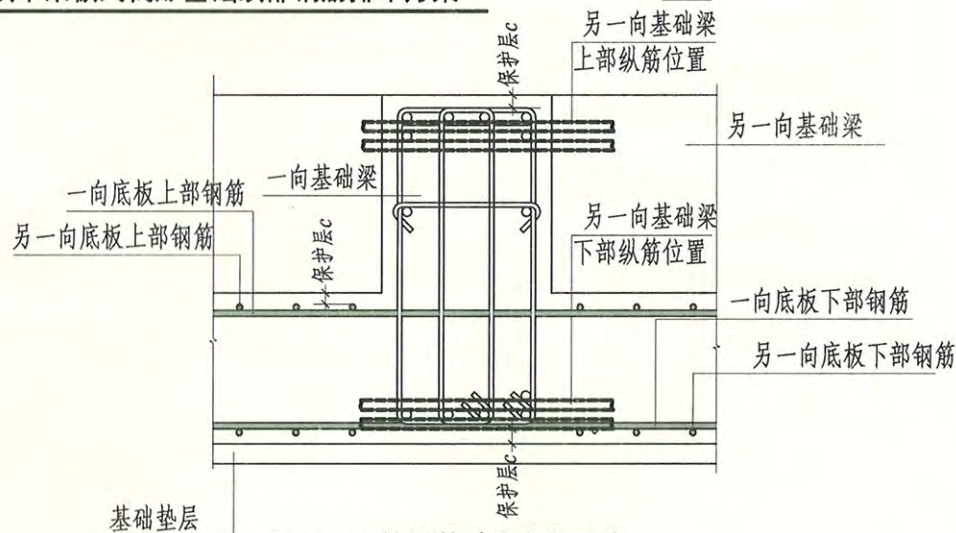 另一向基础梁
上部纵筋位置
保护层c
另一向基础梁
一向底板上部钢筋
一向基础梁
另一向底板上部钢筋
保护层c
另一向基础梁
下部纵筋位置
一向底板下部钢筋
另一向底板下部钢筋
保护层c
基础垫层